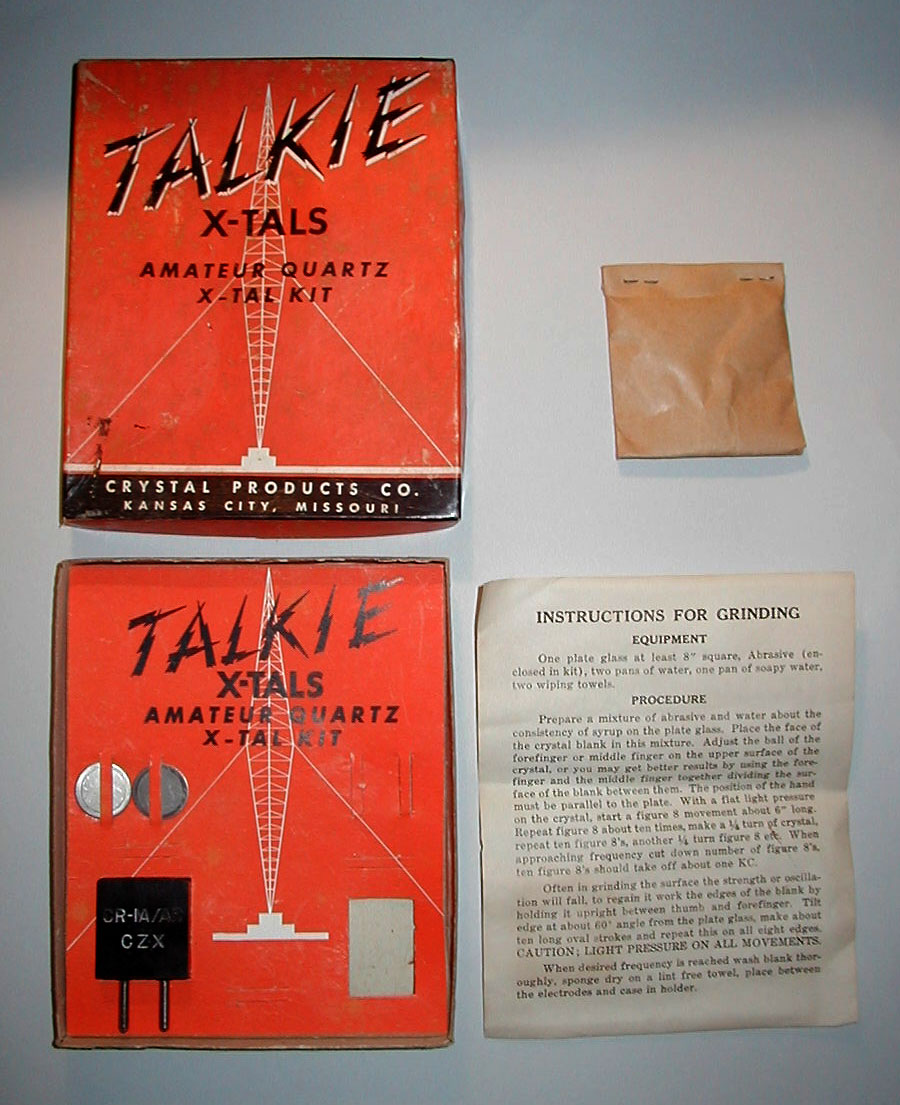 TALKIE
X-TALS
AMATEUR QUARTZ
X-TAL KIT
CRYSTAL PRODUCTS CO.
KANSAS CITY, MISSOURI
TALKIE
X-TALS
AMATEUR QUARTZ
X-TAL KIT
CR-1A/AR
CZX
INSTRUCTIONS FOR GRINDING
EQUIPMENT
One plate glass at least 8" square, Abrasive (en-
closed in kit), two pans of water, one pan of soapy water,
two wiping towels.
PROCEDURE
Prepare a mixture of abrasive and water about the
consistency of syrup on the plate glass. Place the face of
the crystal blank in this mixture. Adjust the ball of the
forefinger or middle finger on the upper surface of the
crystal, or you may get better results by using the fore-
finger and the middle finger together dividing the sur-
face of the blank between them. The position of the hand
must be parallel to the plate. With a flat light pressure
on the crystal, start a figure 8 movement about 6" long.
Repeat figure 8 about ten times, make a ¼ turn of crystal,
repeat ten figure 8's, another ¼ turn figure 8 etc. When
approaching frequency cut down number of figure 8's,
ten figure 8's should take off about one KC.
Often in grinding the surface the strength or oscilla-
tion will fall, to regain it work the edges of the blank by
holding it upright between thumb and forefinger. Tilt
edge at about 60° angle from the plate glass, make about
ten long oval strokes and repeat this on all eight edges.
CAUTION; LIGHT PRESSURE ON ALL MOVEMENTS.
When desired frequency is reached wash blank thor-
oughly, sponge dry on a lint free towel, place between
the electrodes and case in holder.